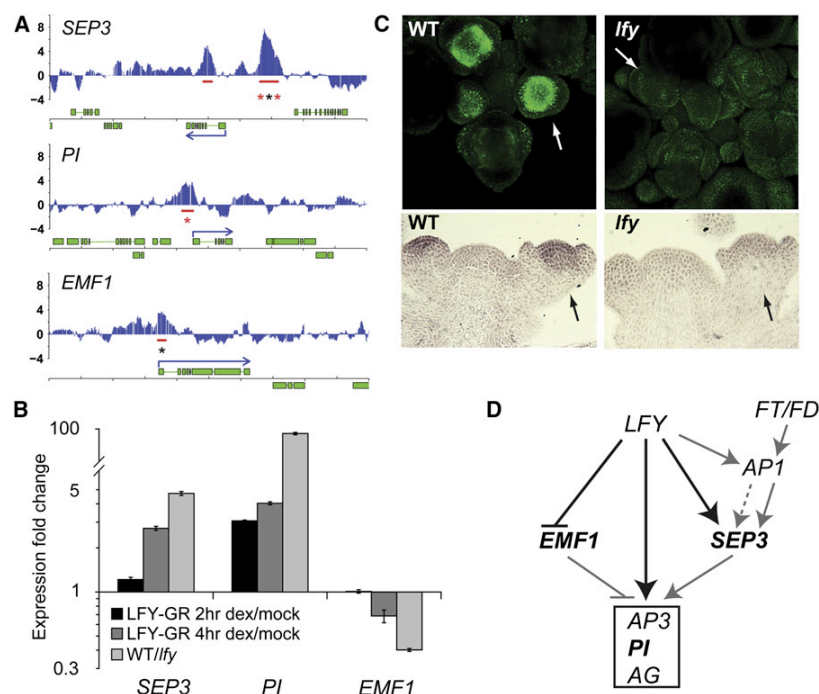 A
SEP3
8
4
0
−4
* * *
PI
8
4
0
−4
*
EMF1
8
4
0
−4
*
B
Expression fold change
100
5
1
0.3
LFY-GR 2hr dex/mock
LFY-GR 4hr dex/mock
WT/lfy
SEP3 PI EMF1
C
WT lfy
WT lfy
D
LFY FT/FD
AP1
EMF1 SEP3
AP3
PI
AG